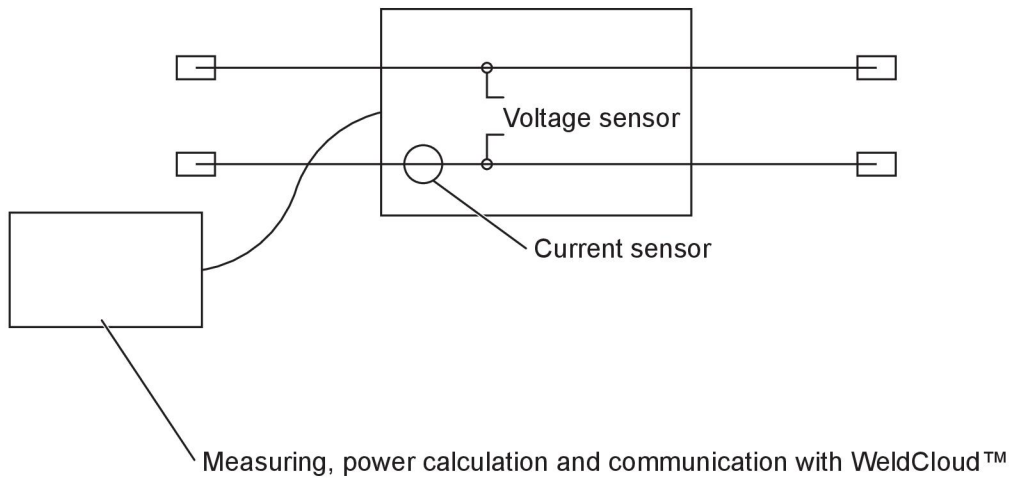 Voltage sensor
Current sensor
Measuring, power calculation and communication with WeldCloud™